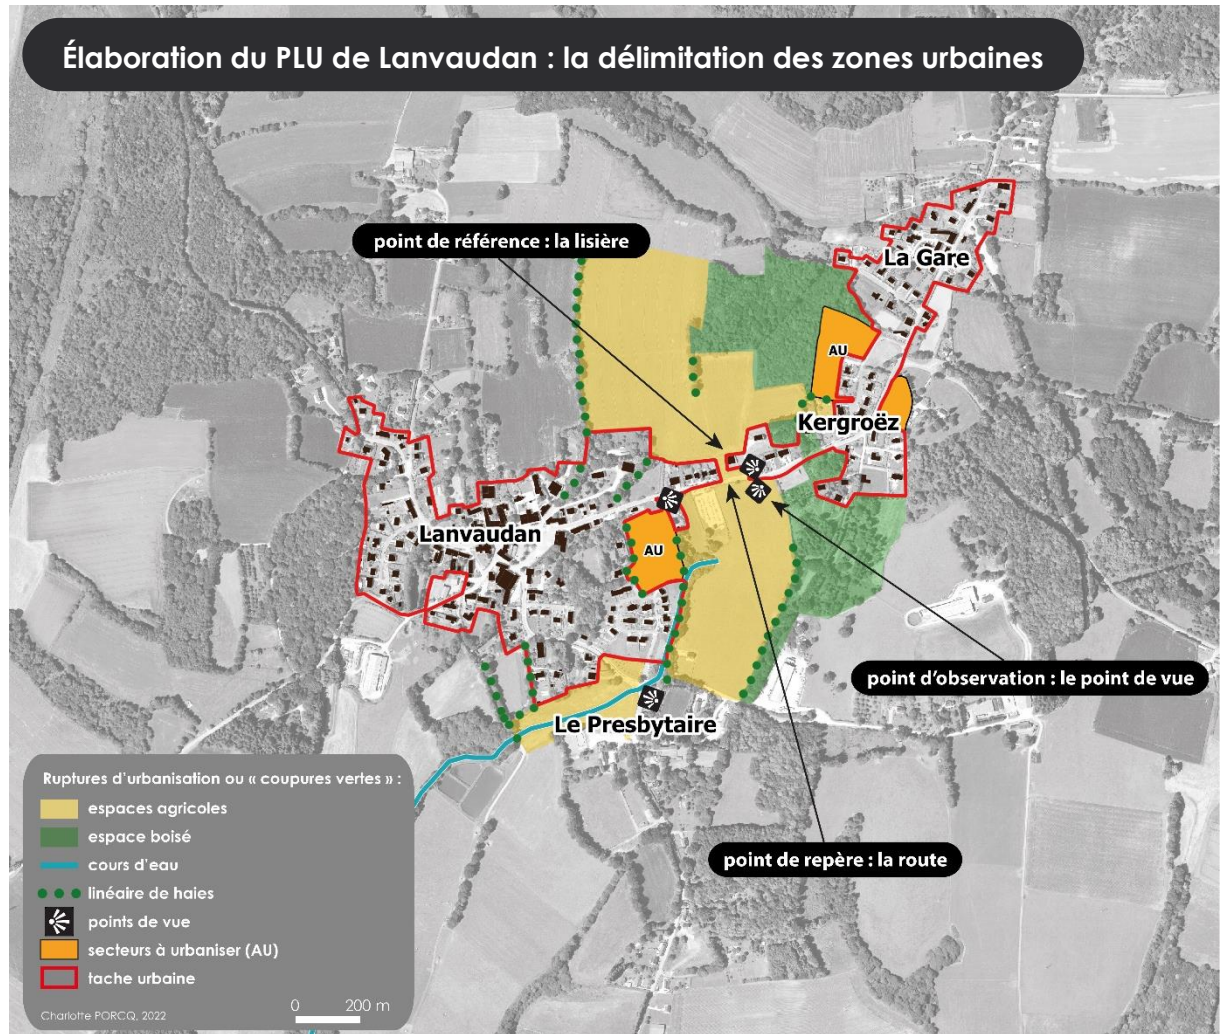 Élaboration du PLU de Lanvaudan : la délimitation des zones urbaines
point de référence : la lisière
La Gare
AU
Kergroëz
Lanvaudan
AU
point d'observation : le point de vue
Le Presbytaire
point de repère : la route
Ruptures d'urbanisation ou « coupures vertes » :
espaces agricoles
espace boisé
cours d'eau
linéaire de haies
points de vue
secteurs à urbaniser (AU)
tache urbaine
Charlotte PORCQ, 2022
0 200 m